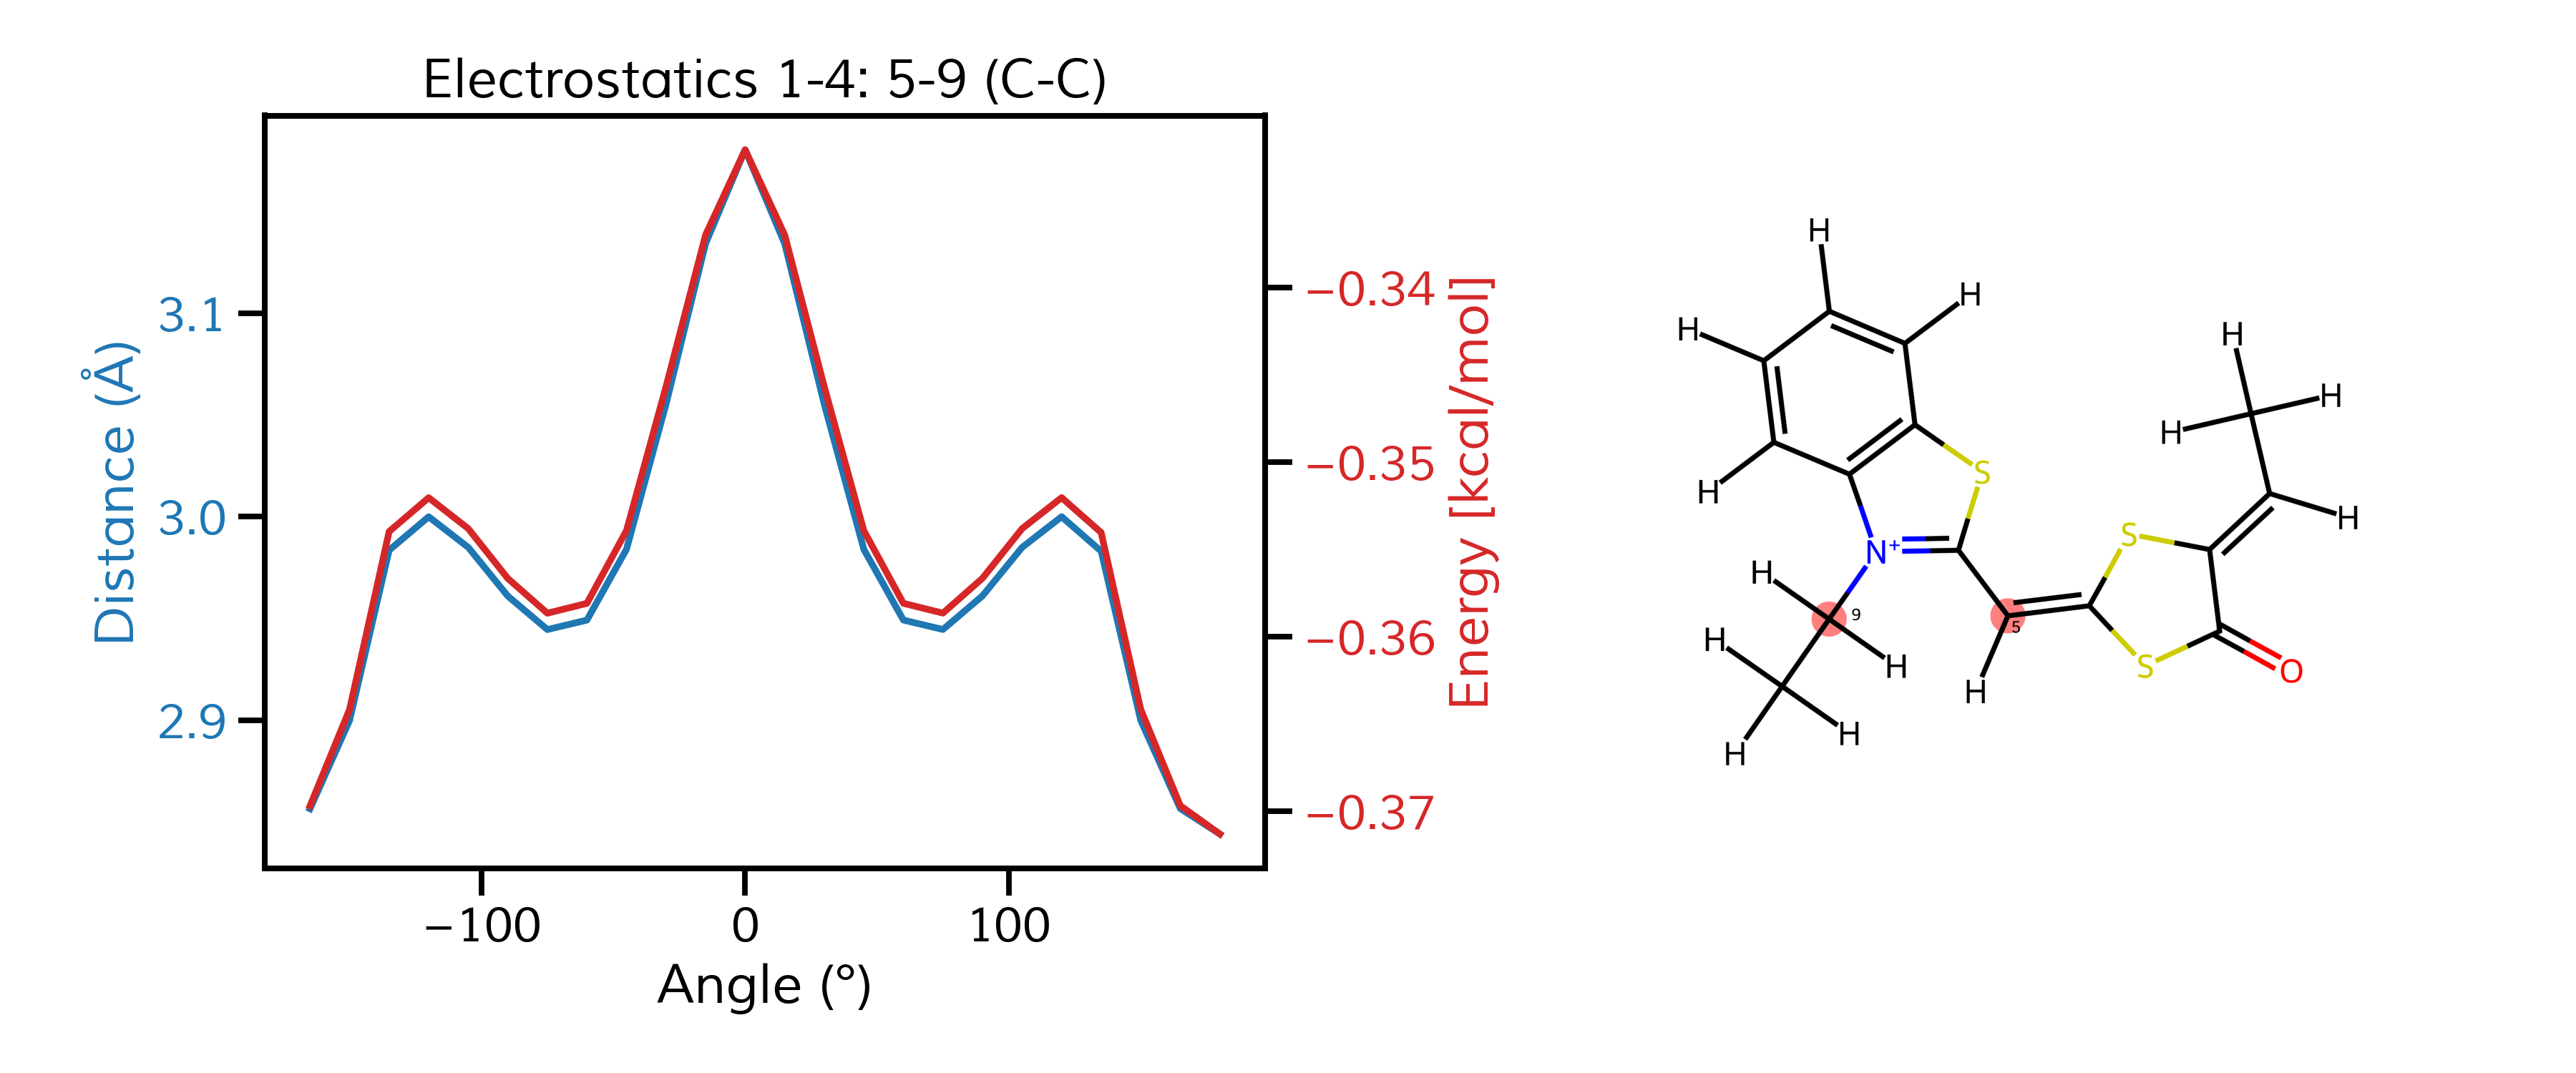 Electrostatics 1-4: 5-9 (C-C)
Distance (Å)
3.1
3.0
2.9
−100
0
100
Angle (°)
−0.34
−0.35
−0.36
−0.37
Energy [kcal/mol]
H
H
H
H
H
H
H
S
H
H
S
N⁺
H
H
9
5
H
H
S
O
H
H
H